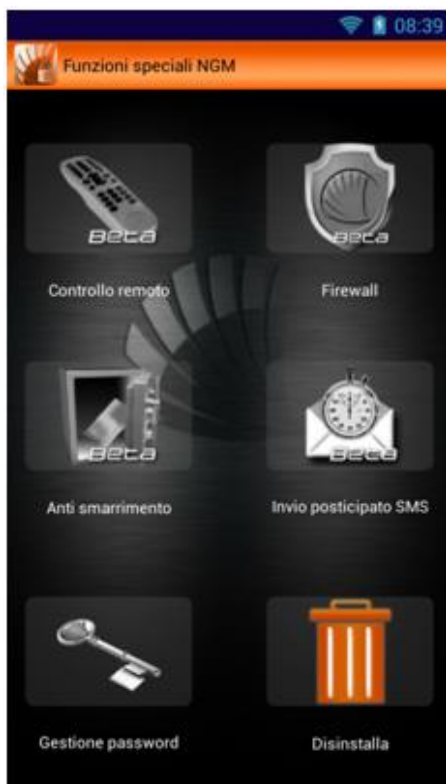 08:39
Funzioni speciali NGM
Beta
Beta
Controllo remoto
Firewall
Beta
Beta
Anti smarrimento
Invio posticipato SMS
Gestione password
Disinstalla